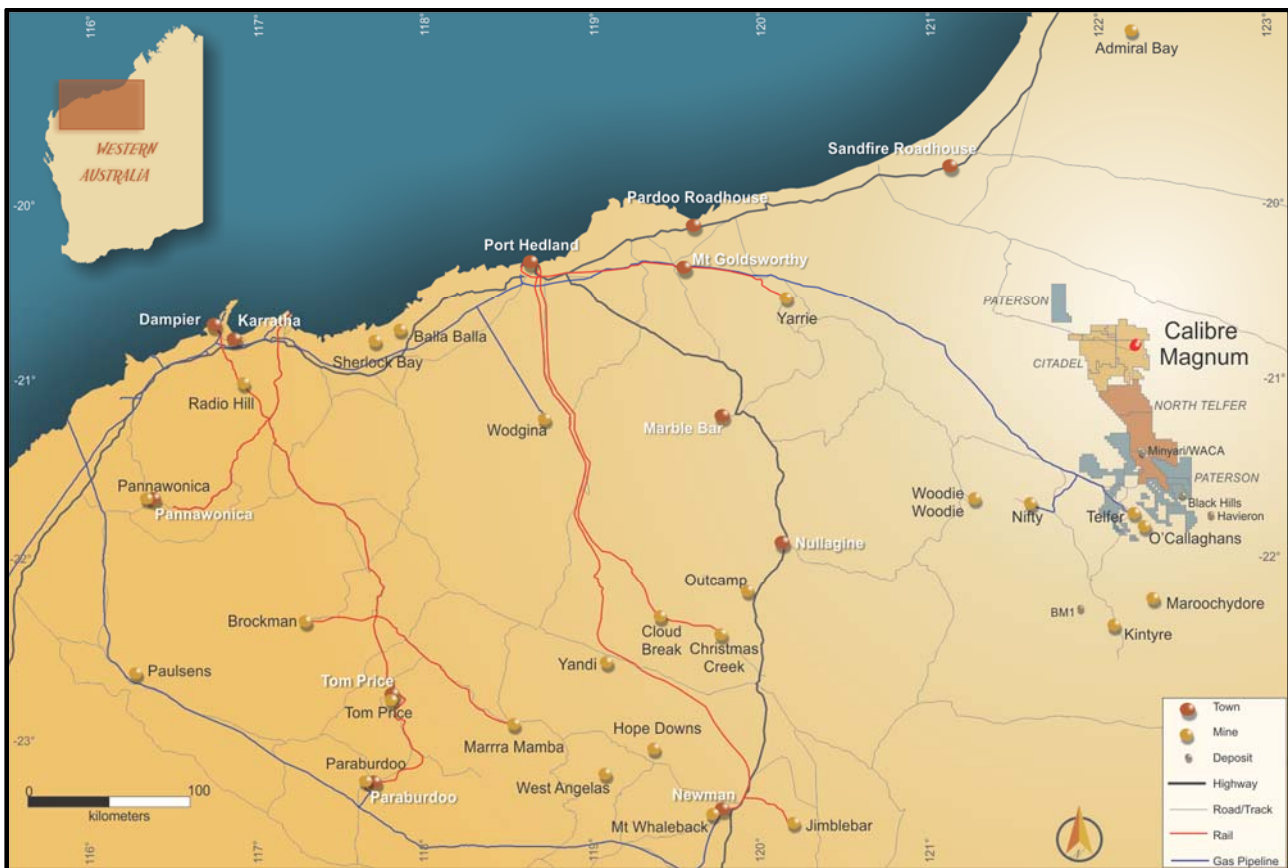 116°
117°
118°
119°
120°
121°
122°
123°
Admiral Bay
WESTERN
AUSTRALIA
Sandfire Roadhouse
-20°
-20°
Pardoo Roadhouse
Port Hedland
Mt Goldsworthy
PATERSON
Yarrie
Dampier
Karratha
Balla Balla
Sherlock Bay
Calibre
Magnum
CITADEL
-21°
-21°
Radio Hill
NORTH TELFER
Wodgina
Marble Bar
Minyari/WACA
PATERSON
Pannawonica
Pannawonica
Woodie
Woodie
Nifty
Telfer
Black Hills
Havieron
O'Callaghans
Nullagine
-22°
-22°
Outcamp
BM1
Maroochydore
Brockman
Cloud
Break
Christmas
Creek
Kintyre
Paulsens
Yandi
Tom Price
Tom Price
-23°
Marrra Mamba
Hope Downs
West Angelas
Paraburdoo
Paraburdoo
Newman
Mt Whaleback
Jimblebar
0
100
kilometers
Town
Mine
Deposit
Highway
Road/Track
Rail
Gas Pipeline
116°
117°
118°
119°
120°
121°